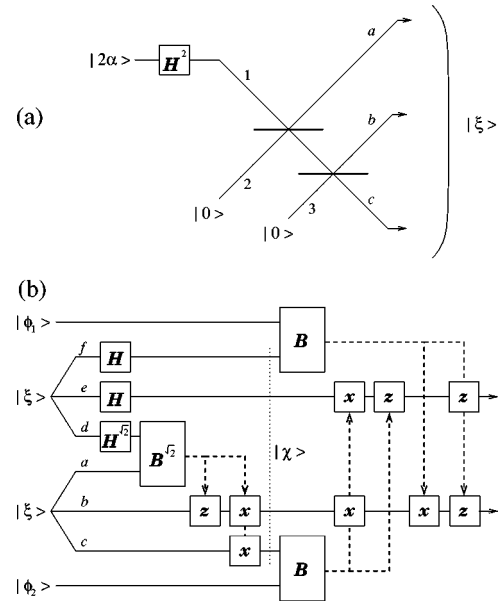 a
| 2α > H² 1
b
(a) | ξ >
2 c
| 0 > 3
| 0 >
(b)
| ϕ₁ > B
f H
| ξ > e H x z z
d H^√2
B^√2 | χ >
a
| ξ > b z x x x z
c x
B
| ϕ₂ >